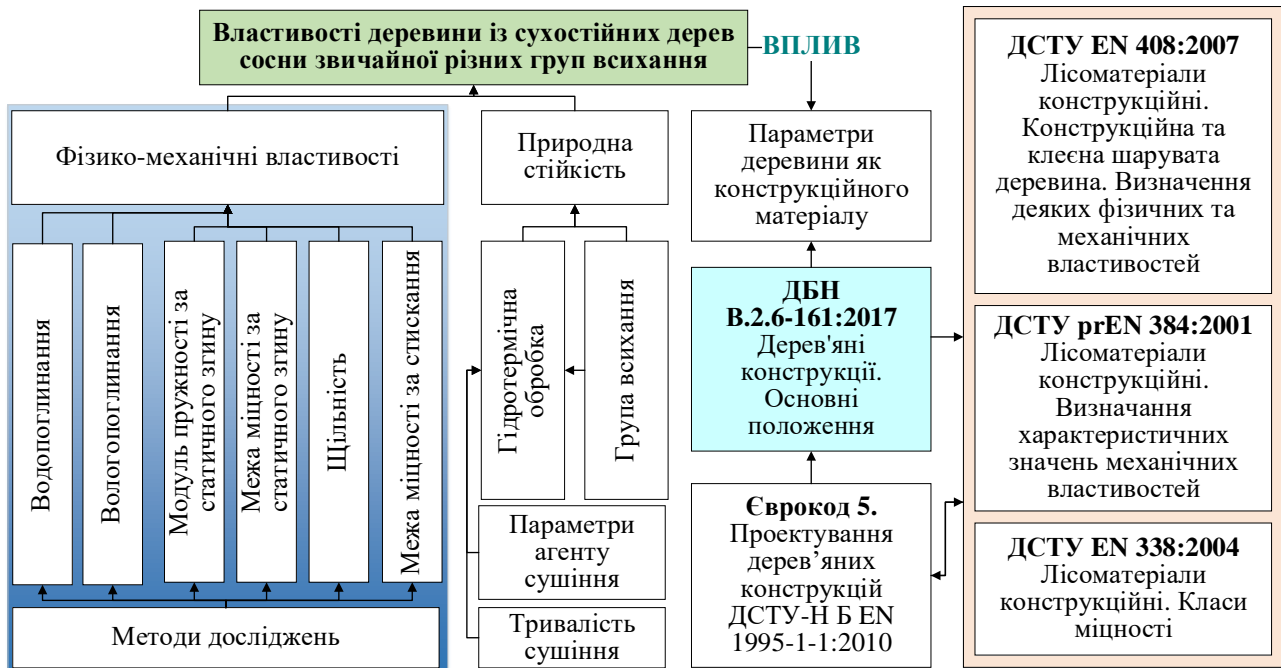 Властивості деревини із сухостійних дерев
сосни звичайної різних груп всихання
ВПЛИВ
Фізико-механічні властивості
Природна
стійкість
Параметри
деревини як
конструкційного
матеріалу
Водопоглинання
Вологопоглинання
Модуль пружності за
статичного згину
Межа міцності за
статичного згину
Щільність
Межа міцності за стискання
Методи досліджень
Гідротермічна
обробка
Група всихання
Параметри
агенту
сушіння
Тривалість
сушіння
ДБН
В.2.6-161:2017
Дерев'яні
конструкції.
Основні
положення
Єврокод 5.
Проектування
дерев’яних
конструкцій
ДСТУ-Н Б EN
1995-1-1:2010
ДСТУ EN 408:2007
Лісоматеріали
конструкційні.
Конструкційна та
клеєна шарувата
деревина. Визначення
деяких фізичних та
механічних
властивостей
ДСТУ prEN 384:2001
Лісоматеріали
конструкційні.
Визначання
характеристичних
значень механічних
властивостей
ДСТУ EN 338:2004
Лісоматеріали
конструкційні. Класи
міцності